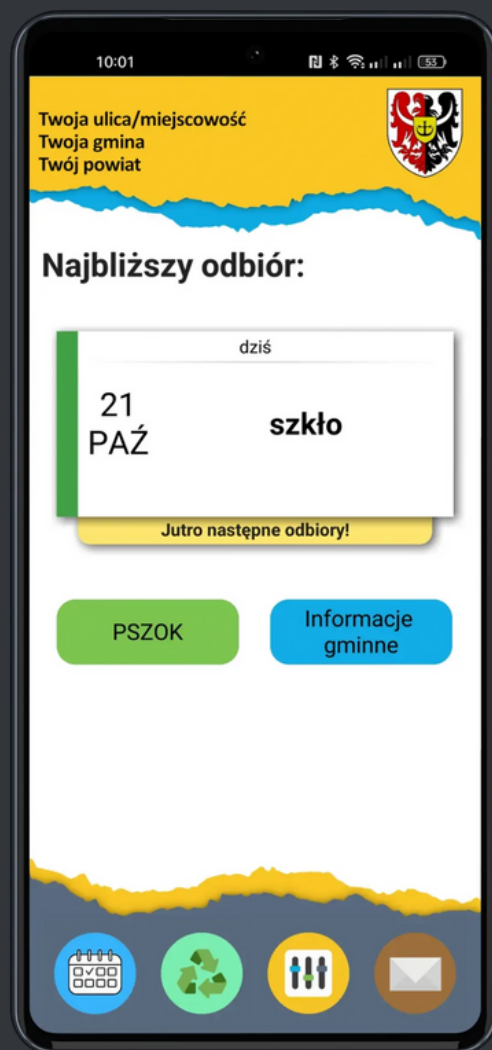 10:01
53
Twoja ulica/miejscowość
Twoja gmina
Twój powiat
Najbliższy odbiór:
dziś
21
PAŹ
szkło
Jutro następne odbiory!
PSZOK
Informacje
gminne